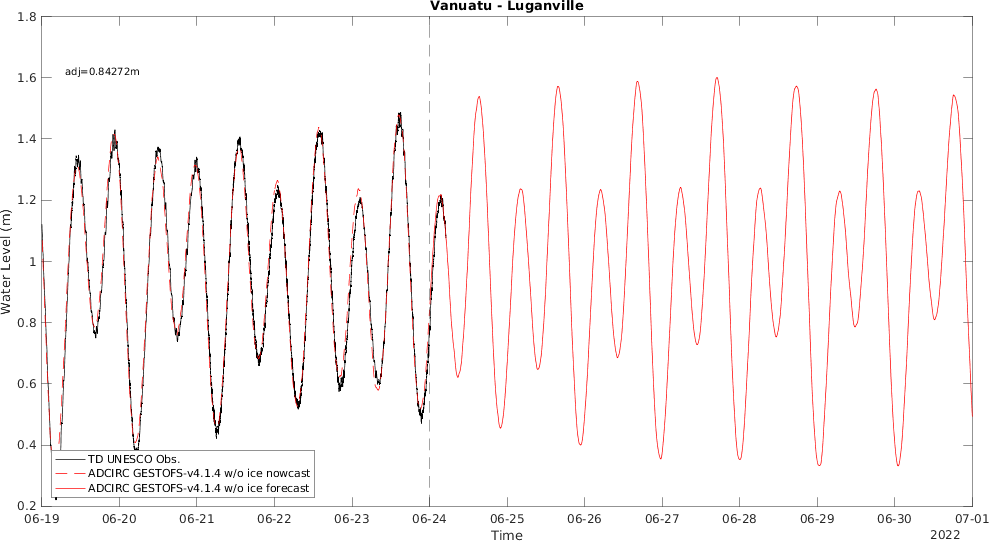 Vanuatu - Luganville
1.8
1.6
1.4
1.2
1
0.8
0.6
0.4
0.2
Water Level (m)
adj=0.84272m
TD UNESCO Obs.
ADCIRC GESTOFS-v4.1.4 w/o ice nowcast
ADCIRC GESTOFS-v4.1.4 w/o ice forecast
06-19 06-20 06-21 06-22 06-23 06-24 06-25 06-26 06-27 06-28 06-29 06-30 07-01
Time
2022